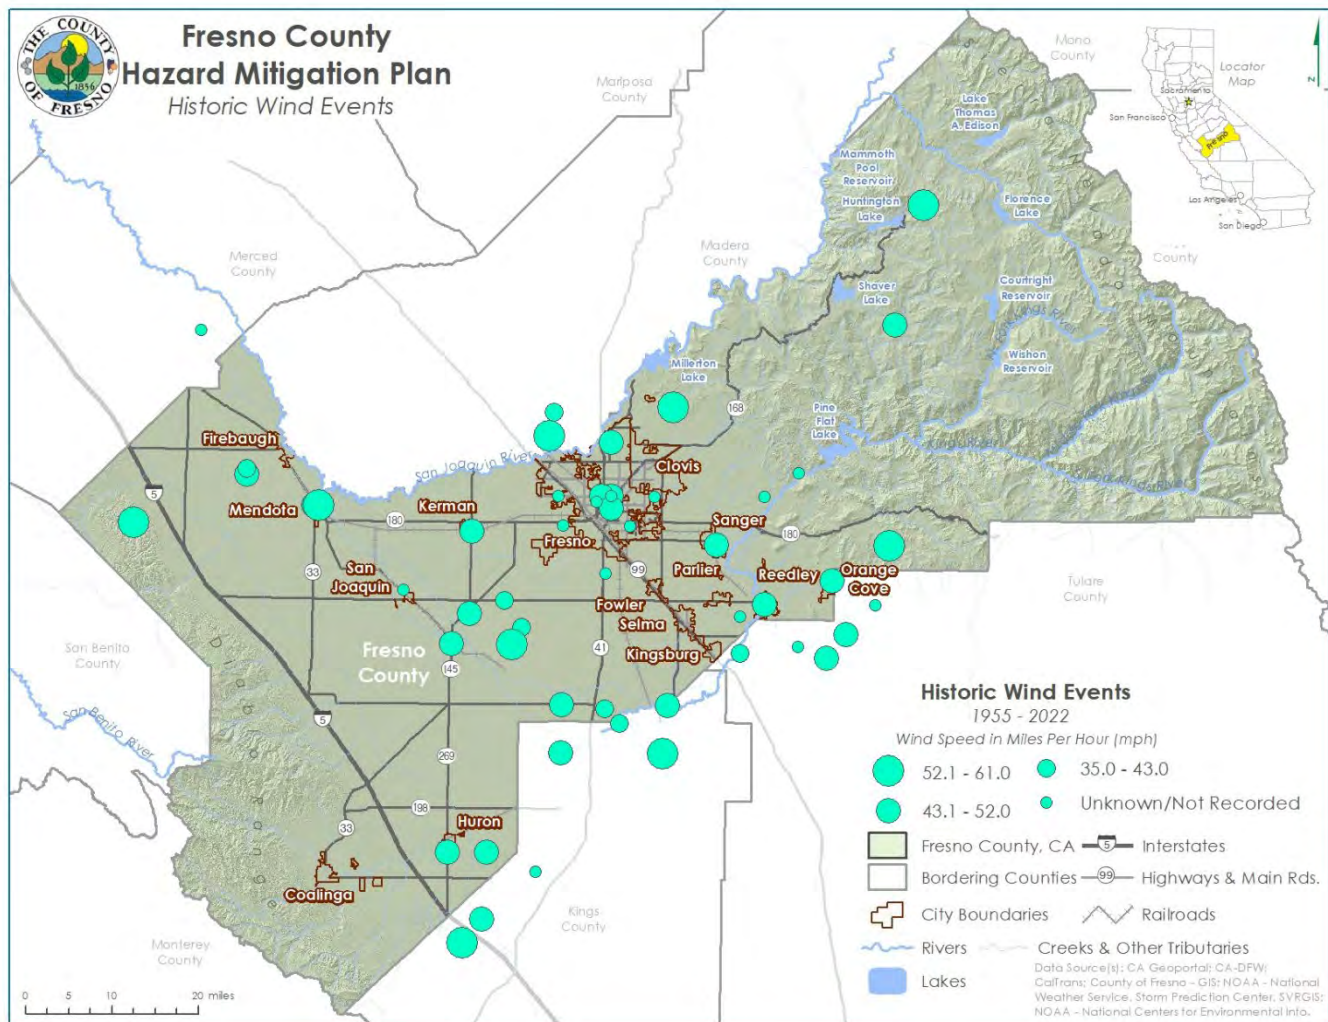 THE COUNTY
OF FRESNO
1856
Fresno County
Hazard Mitigation Plan
Historic Wind Events
Mariposa
County
Mono
County
Locator
Map
N
Sacramento
San Francisco
Fresno
Los Angeles
San Diego
Lake
Thomas
A. Edison
Mammoth
Pool
Reservoir
Huntington
Lake
Florence
Lake
Merced
County
Madera
County
County
Shaver
Lake
Courtright
Reservoir
Wishon
Reservoir
Millerton
Lake
168
Pine
Flat
Lake
Firebaugh
San Joaquin River
Clovis
5
Mendota
180
Kerman
Fresno
Sanger
180
33
San
Joaquin
99
Parlier
Reedley
Orange
Cove
Tulare
County
Fowler
Selma
Kingsburg
41
San Benito
County
Fresno
County
145
San Benito River
5
Diablo Range
269
198
33
Huron
Coalinga
Kings
County
Monterey
County
Historic Wind Events
1955 - 2022
Wind Speed in Miles Per Hour (mph)
52.1 - 61.0
35.0 - 43.0
43.1 - 52.0
Unknown/Not Recorded
Fresno County, CA
5
Interstates
Bordering Counties
99
Highways & Main Rds.
City Boundaries
Railroads
Rivers
Creeks & Other Tributaries
Lakes
Data Source(s): CA Geoportal; CA-DFW;
CalTrans; County of Fresno - GIS; NOAA - National
Weather Service, Storm Prediction Center, SVRGIS;
NOAA - National Centers for Environmental Info.
0 5 10 20 miles